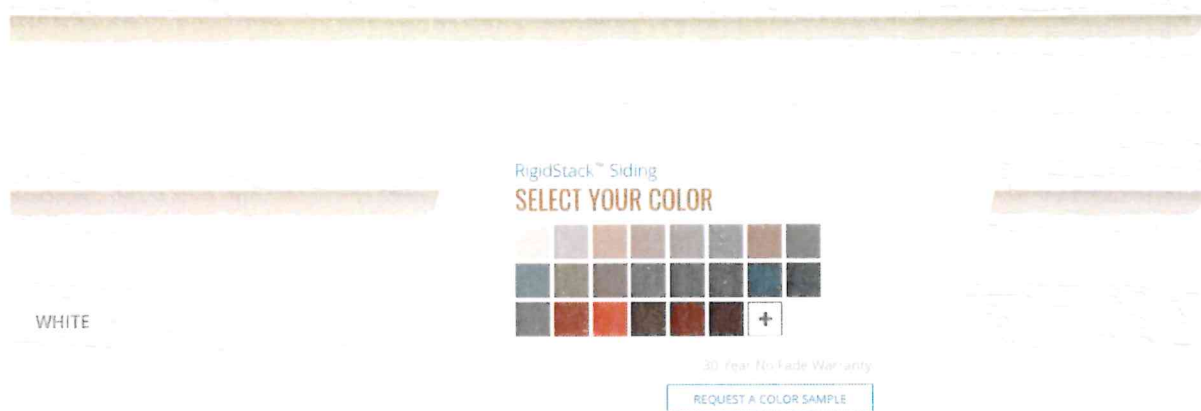 RigidStack™ Siding
SELECT YOUR COLOR
WHITE
+
30 Year No Fade Warranty
REQUEST A COLOR SAMPLE